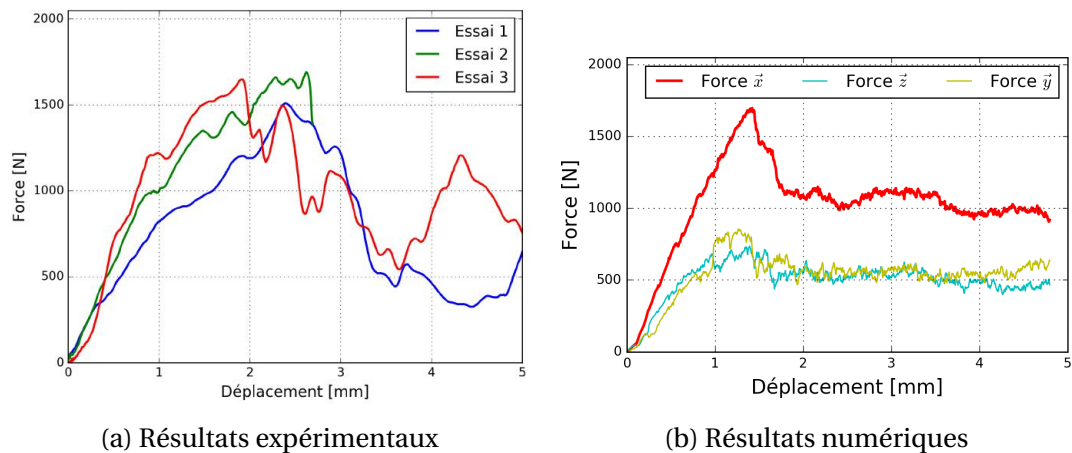 2000
1500
1000
500
0
Force [N]
0 1 2 3 4 5
Déplacement [mm]
Essai 1
Essai 2
Essai 3
(a) Résultats expérimentaux
2000
1500
1000
500
0
Force [N]
0 1 2 3 4 5
Déplacement [mm]
Force x⃗ Force z⃗ Force y⃗
(b) Résultats numériques